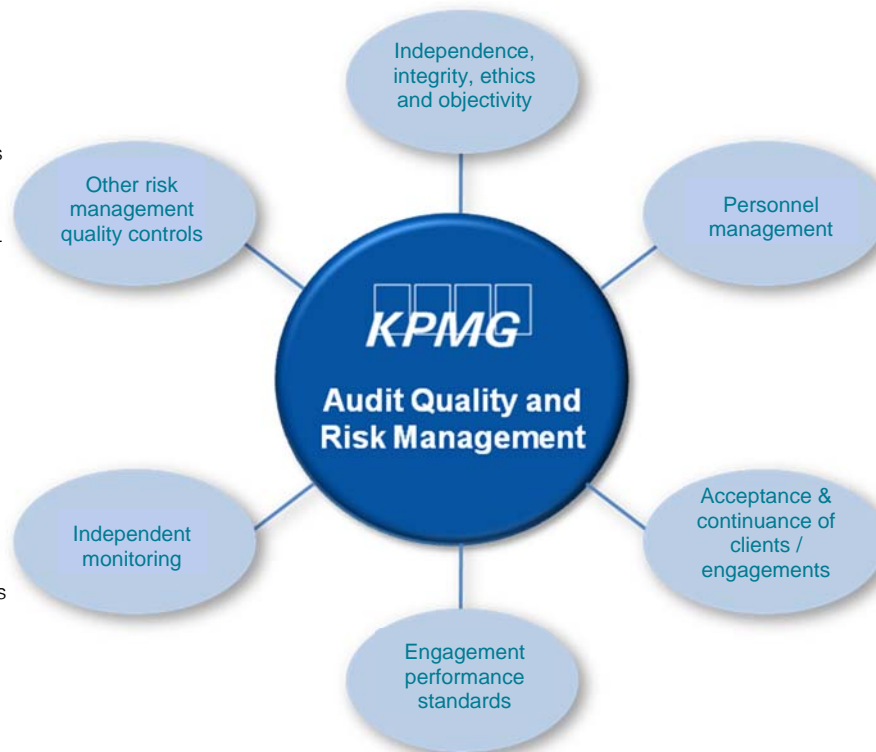 Independence,
integrity, ethics
and objectivity
Other risk
management
quality controls
Personnel
management
KPMG
Audit Quality and
Risk Management
Independent
monitoring
Acceptance &
continuance of
clients /
engagements
Engagement
performance
standards